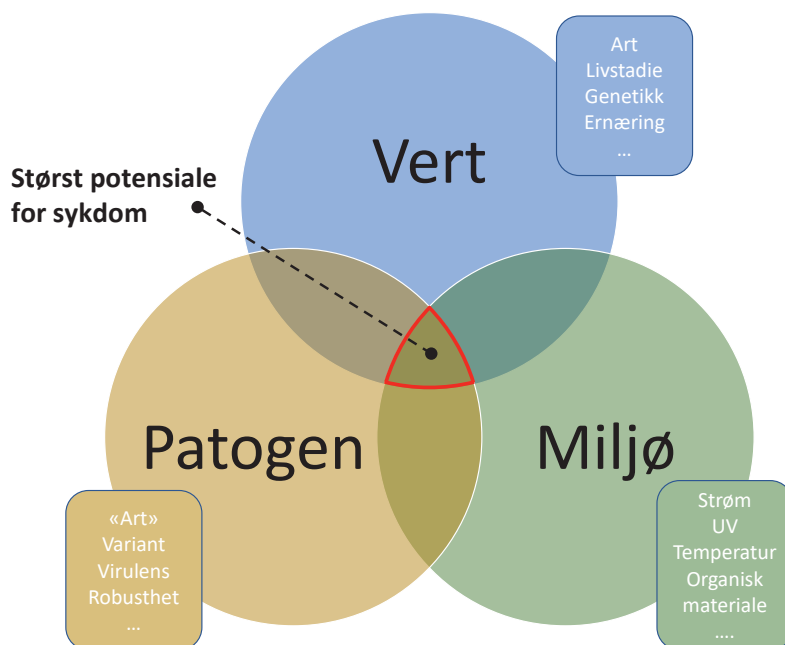 Art
Livstadie
Genetikk
Ernæring
...
Vert
Størst potensiale
for sykdom
Patogen
Miljø
«Art»
Variant
Virulens
Robusthet
...
Strøm
UV
Temperatur
Organisk
materiale
....